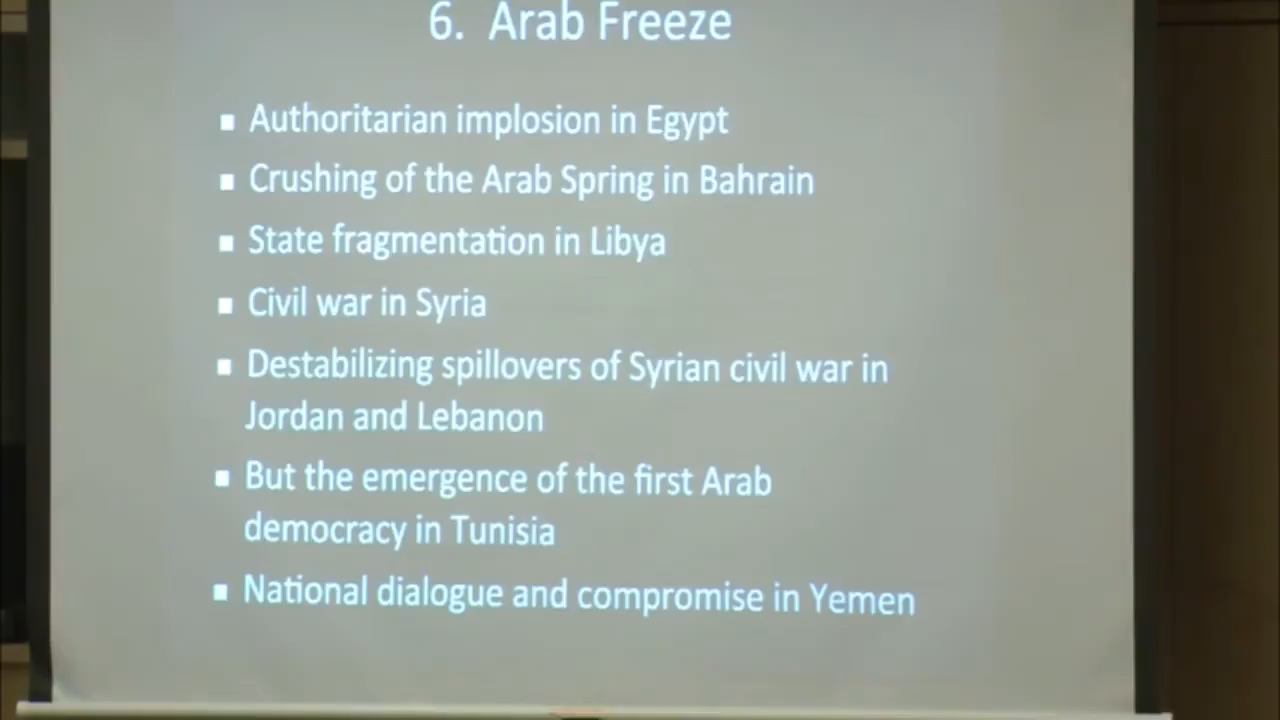 6. Arab Freeze
▪ Authoritarian implosion in Egypt
▪ Crushing of the Arab Spring in Bahrain
▪ State fragmentation in Libya
▪ Civil war in Syria
▪ Destabilizing spillovers of Syrian civil war in
Jordan and Lebanon
▪ But the emergence of the first Arab
democracy in Tunisia
▪ National dialogue and compromise in Yemen